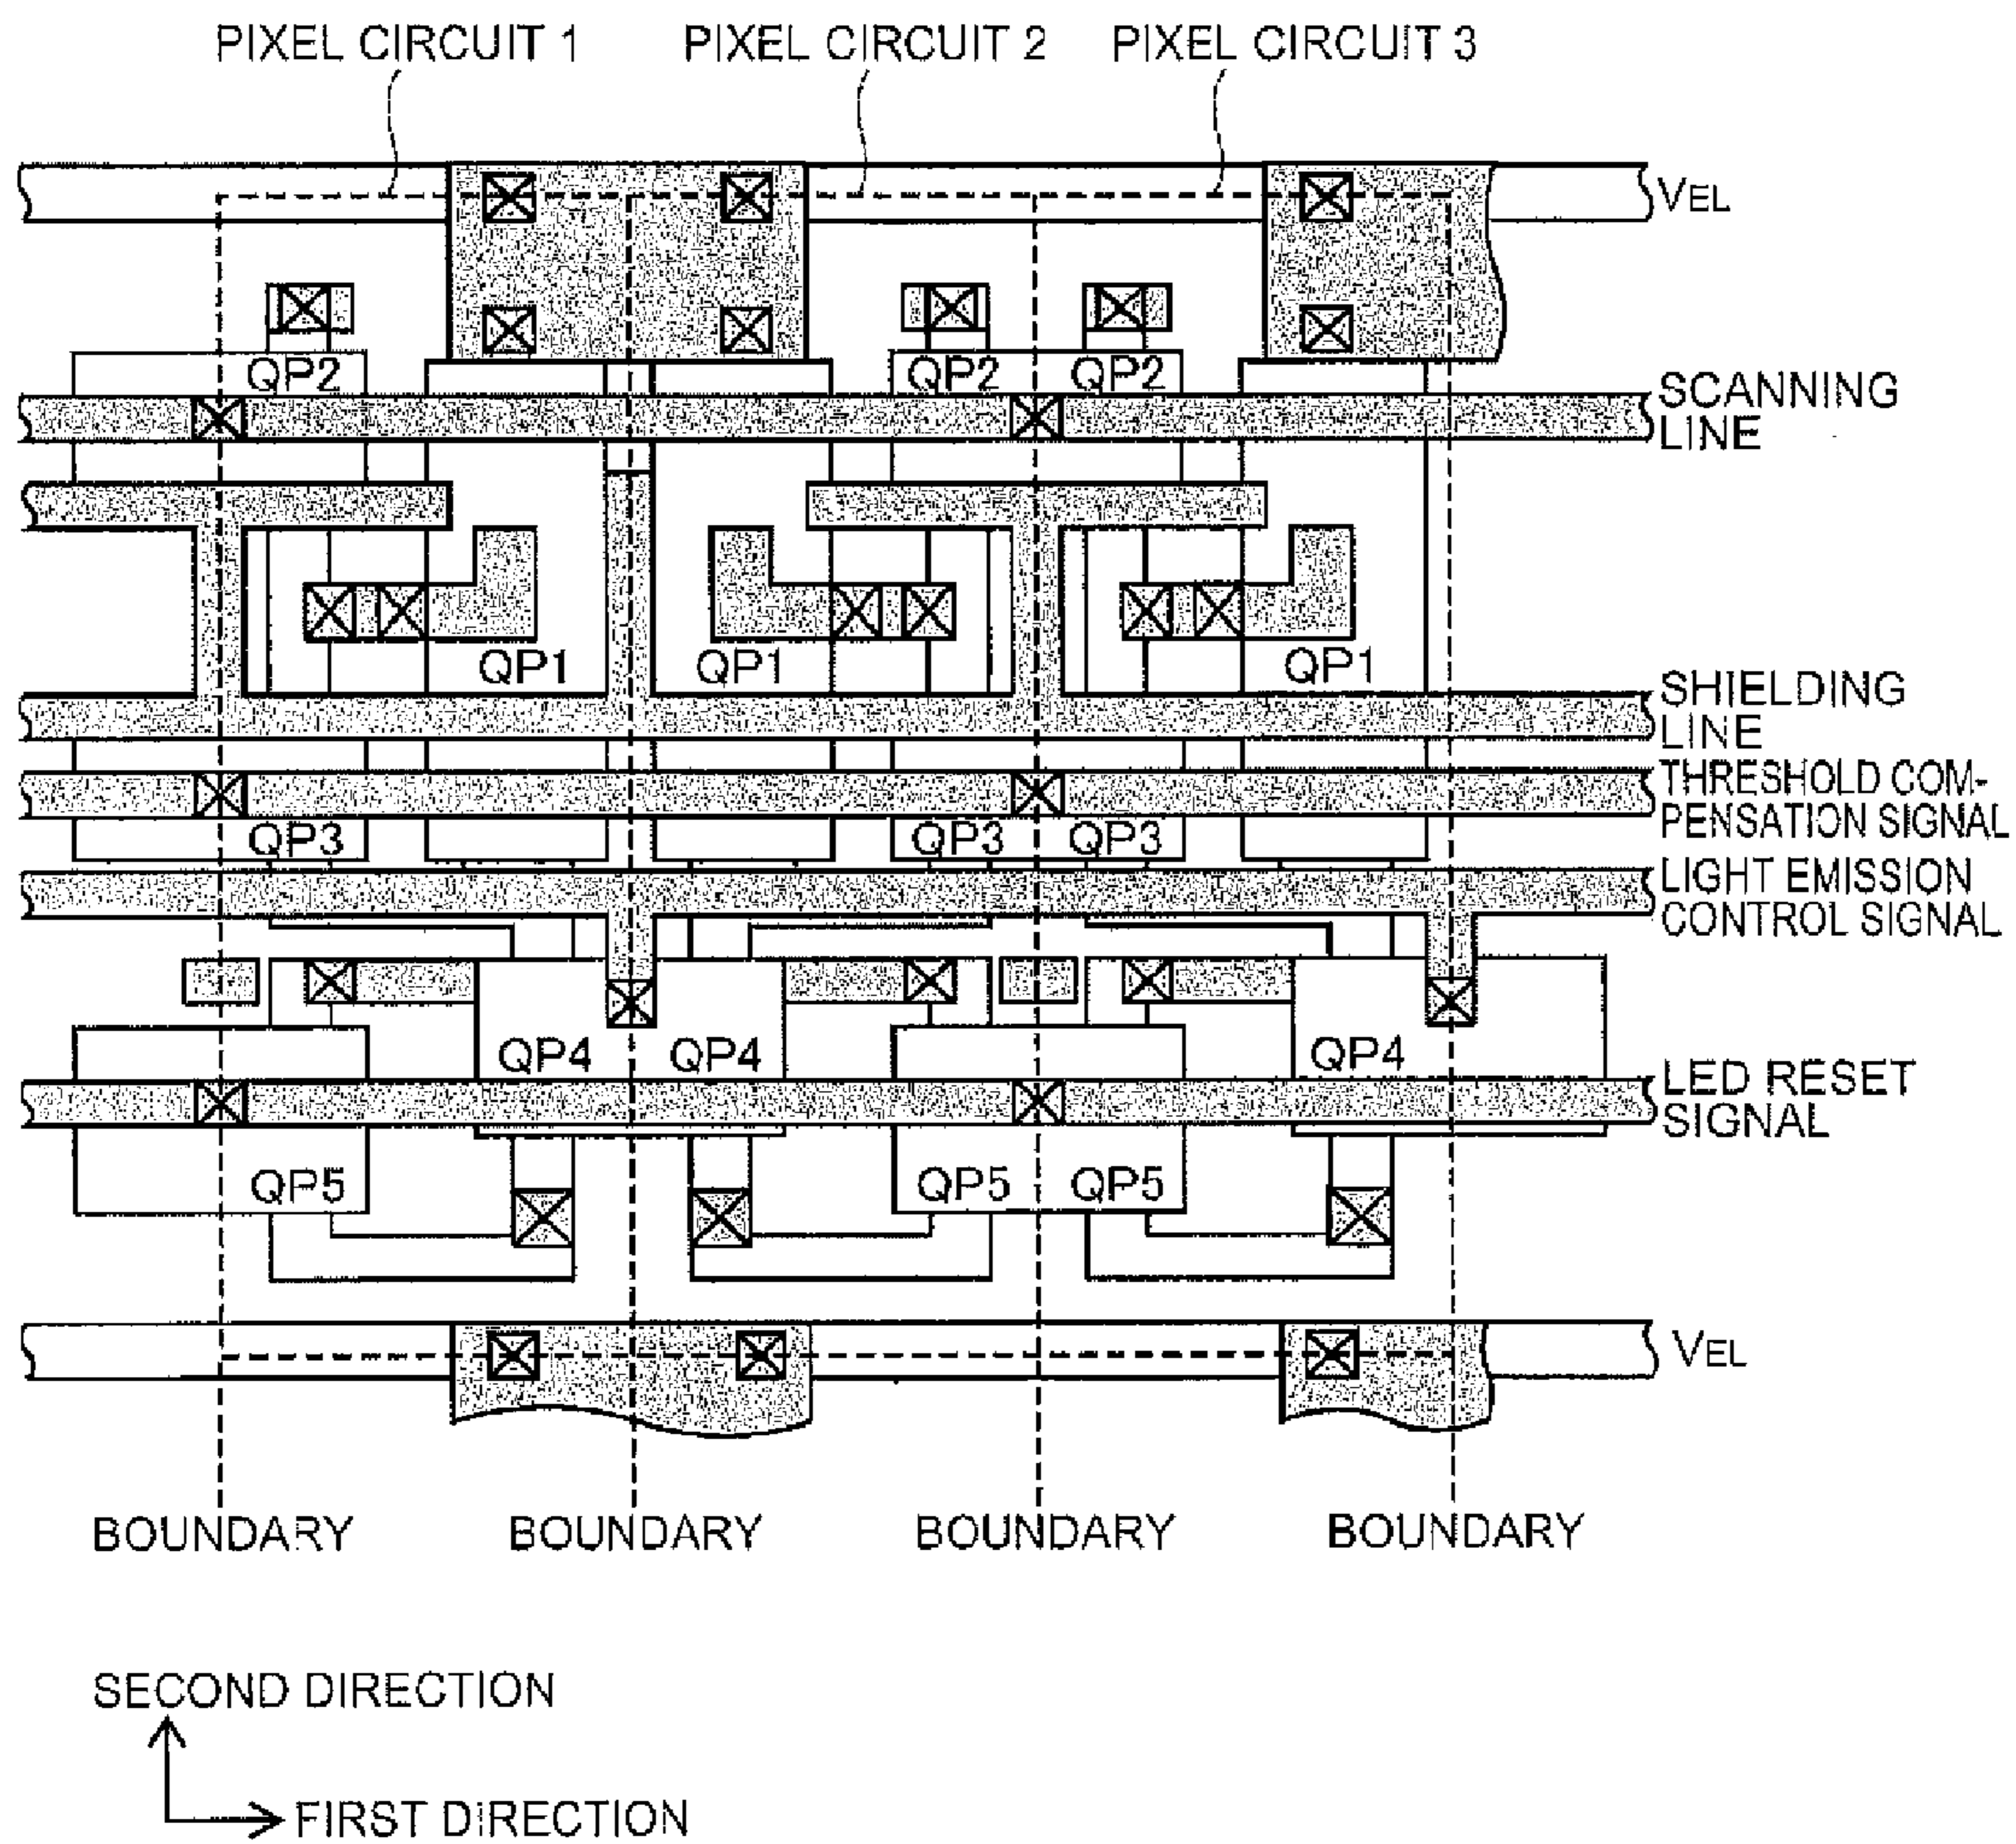 PIXEL CIRCUIT 1 PIXEL CIRCUIT 2 PIXEL CIRCUIT 3
VEL
QP2 QP2 QP2
SCANNING
LINE
QP1 QP1 QP1
SHIELDING
LINE
THRESHOLD COM-
PENSATION SIGNAL
QP3 QP3 QP3
LIGHT EMISSION
CONTROL SIGNAL
QP4 QP4 QP4
LED RESET
SIGNAL
QP5 QP5 QP5
VEL
BOUNDARY BOUNDARY BOUNDARY BOUNDARY
SECOND DIRECTION
FIRST DIRECTION